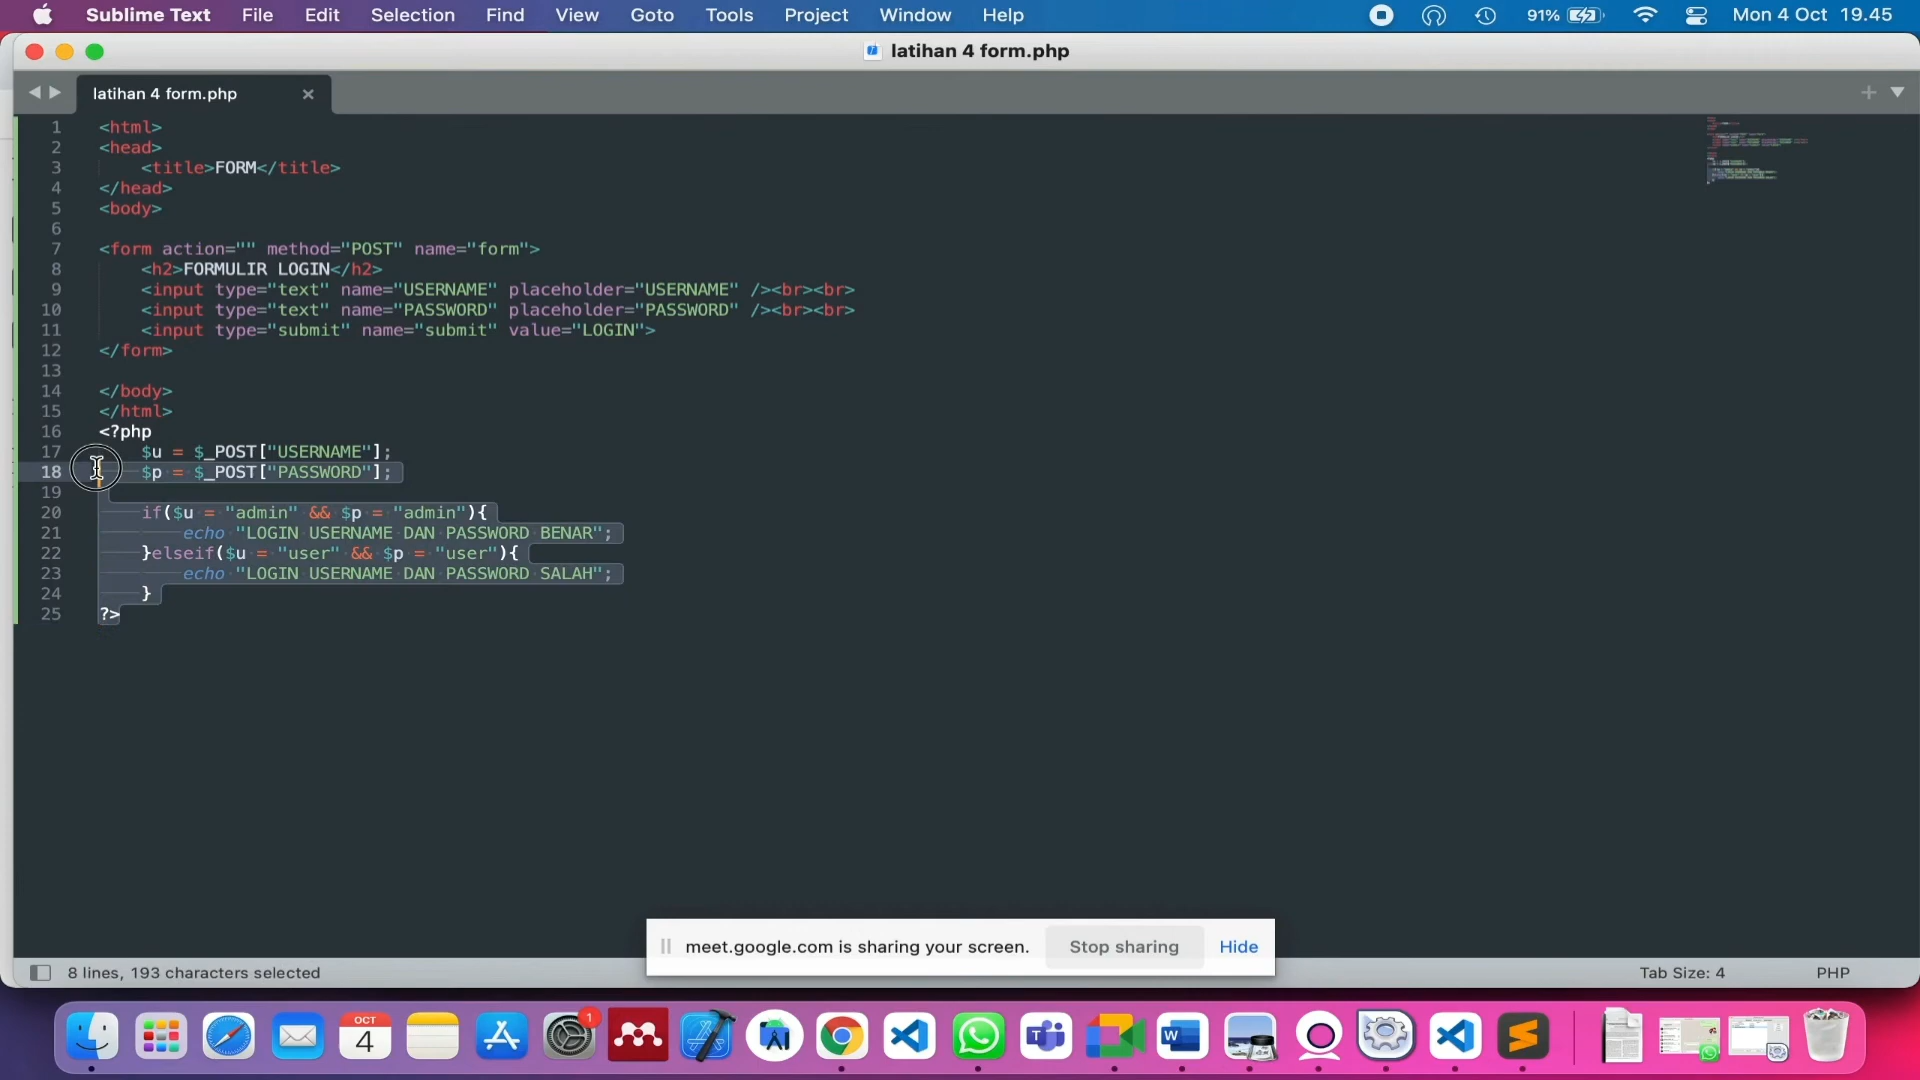 Sublime Text File Edit Selection Find View Goto Tools Project Window Help 91% Mon 4 Oct 19.45
latihan 4 form.php
latihan 4 form.php
1 <html>
2 <head>
3 <title>FORM</title>
4 </head>
5 <body>
6
7 <form action="" method="POST" name="form">
8 <h2>FORMULIR LOGIN</h2>
9 <input type="text" name="USERNAME" placeholder="USERNAME" /><br><br>
10 <input type="text" name="PASSWORD" placeholder="PASSWORD" /><br><br>
11 <input type="submit" name="submit" value="LOGIN">
12 </form>
13
14 </body>
15 </html>
16 <?php
17 $u = $_POST["USERNAME"];
18 $p = $_POST["PASSWORD"];
19
20 if($u = "admin" && $p = "admin"){
21 echo "LOGIN USERNAME DAN PASSWORD BENAR";
22 }elseif($u = "user" && $p = "user"){
23 echo "LOGIN USERNAME DAN PASSWORD SALAH";
24 }
25 ?>
meet.google.com is sharing your screen. Stop sharing Hide
8 lines, 193 characters selected Tab Size: 4 PHP
OCT
4
1